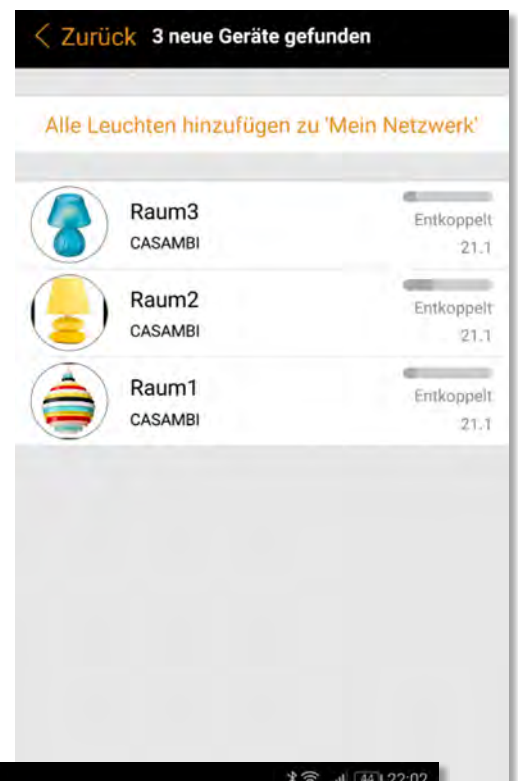 < Zurück 3 neue Geräte gefunden
Alle Leuchten hinzufügen zu 'Mein Netzwerk'
Raum3
Entkoppelt
CASAMBI
21.1
Raum2
Entkoppelt
CASAMBI
21.1
Raum1
Entkoppelt
CASAMBI
21.1
44 22:02